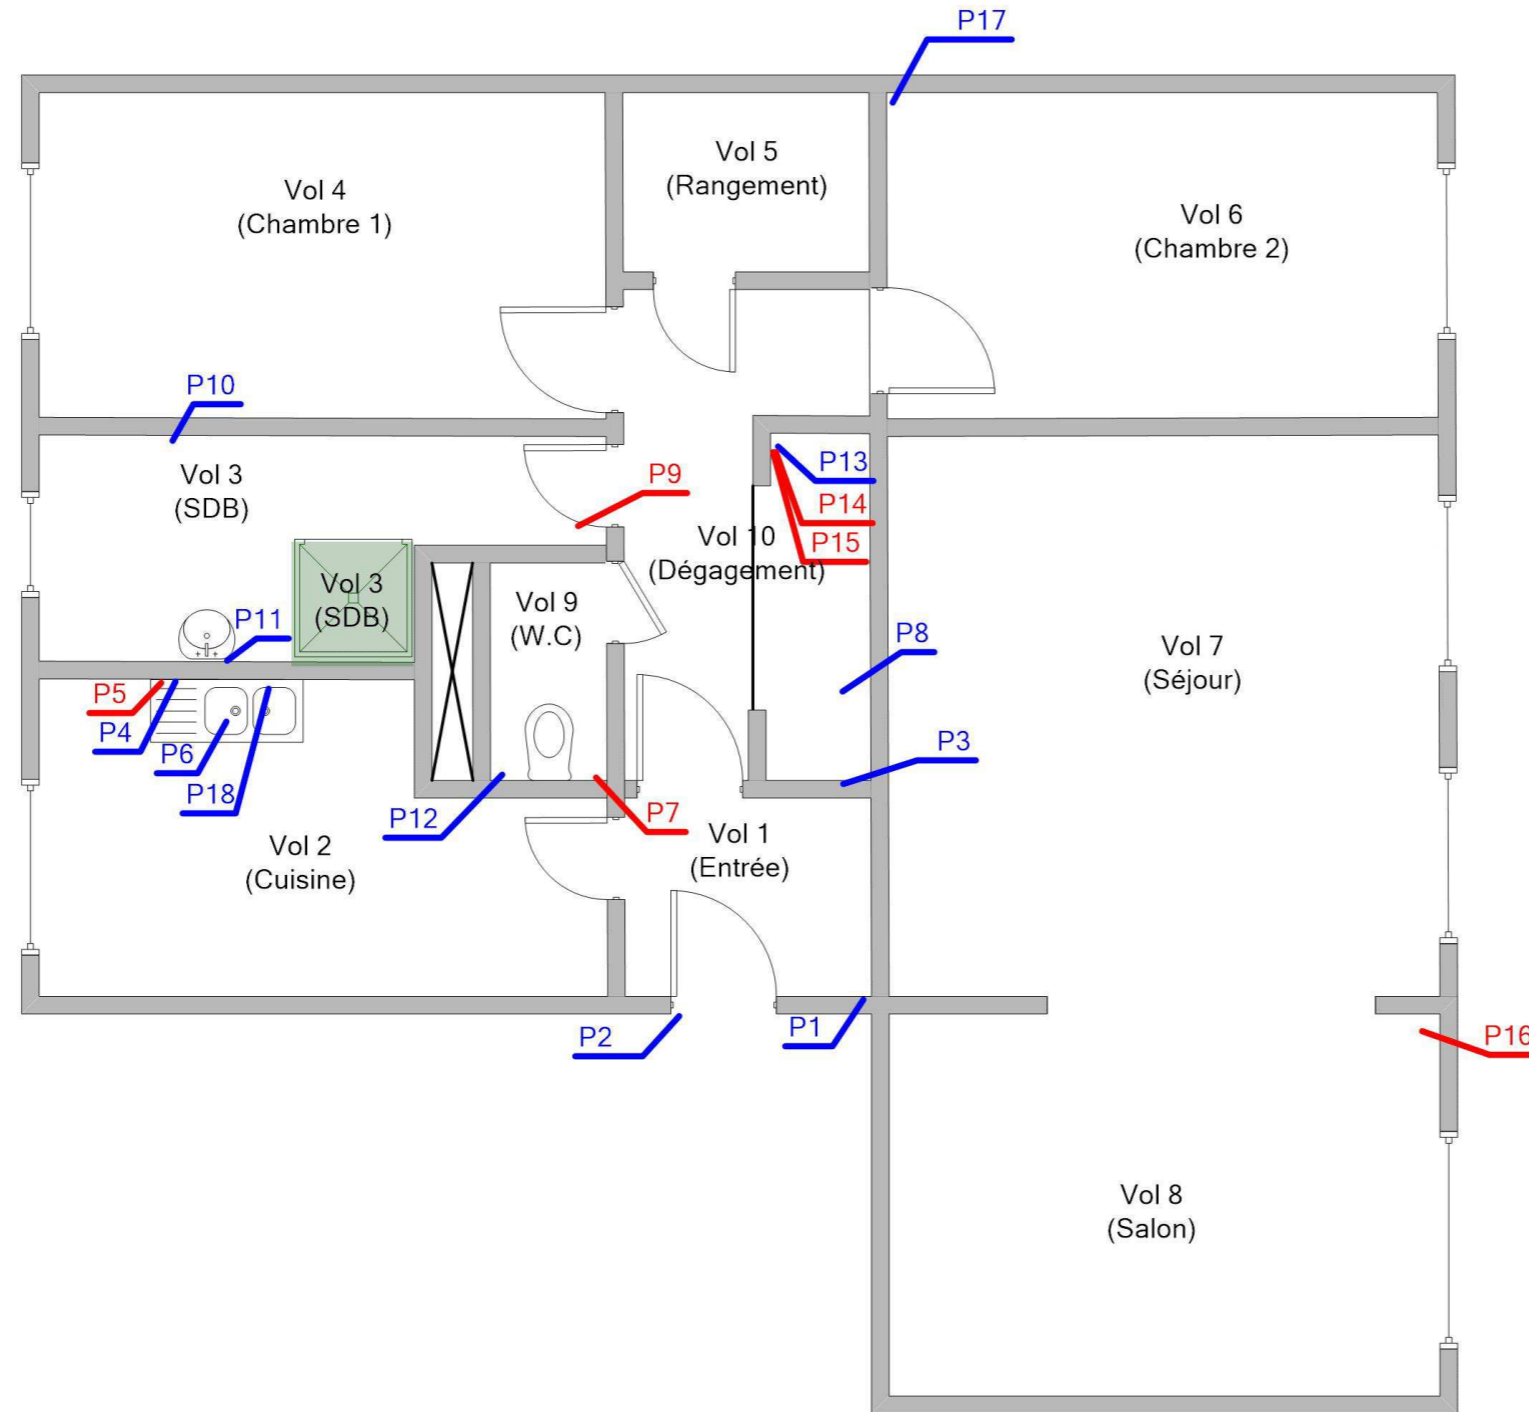 P17
Vol 5
(Rangement)
Vol 4
(Chambre 1)
Vol 6
(Chambre 2)
P10
P13
P9
Vol 3
(SDB)
P14
Vol 10
(Dégagement)
P15
Vol 3
(SDB)
Vol 9
(W.C)
P11
P8
Vol 7
(Séjour)
P5
P4
P6
P3
P18
P12
P7
Vol 1
(Entrée)
Vol 2
(Cuisine)
P2
P1
P16
Vol 8
(Salon)